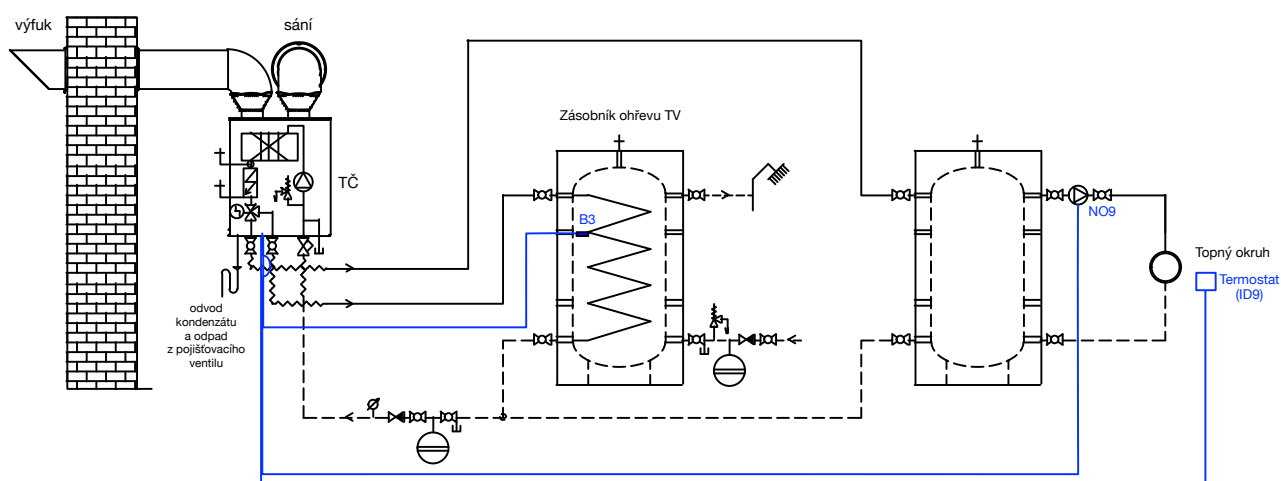 výfuk
sání
Zásobník ohřevu TV
TČ
B3
NO9
Topný okruh
Termostat
(ID9)
odvod
kondenzátu
a odpad
z pojišťovacího
ventilu